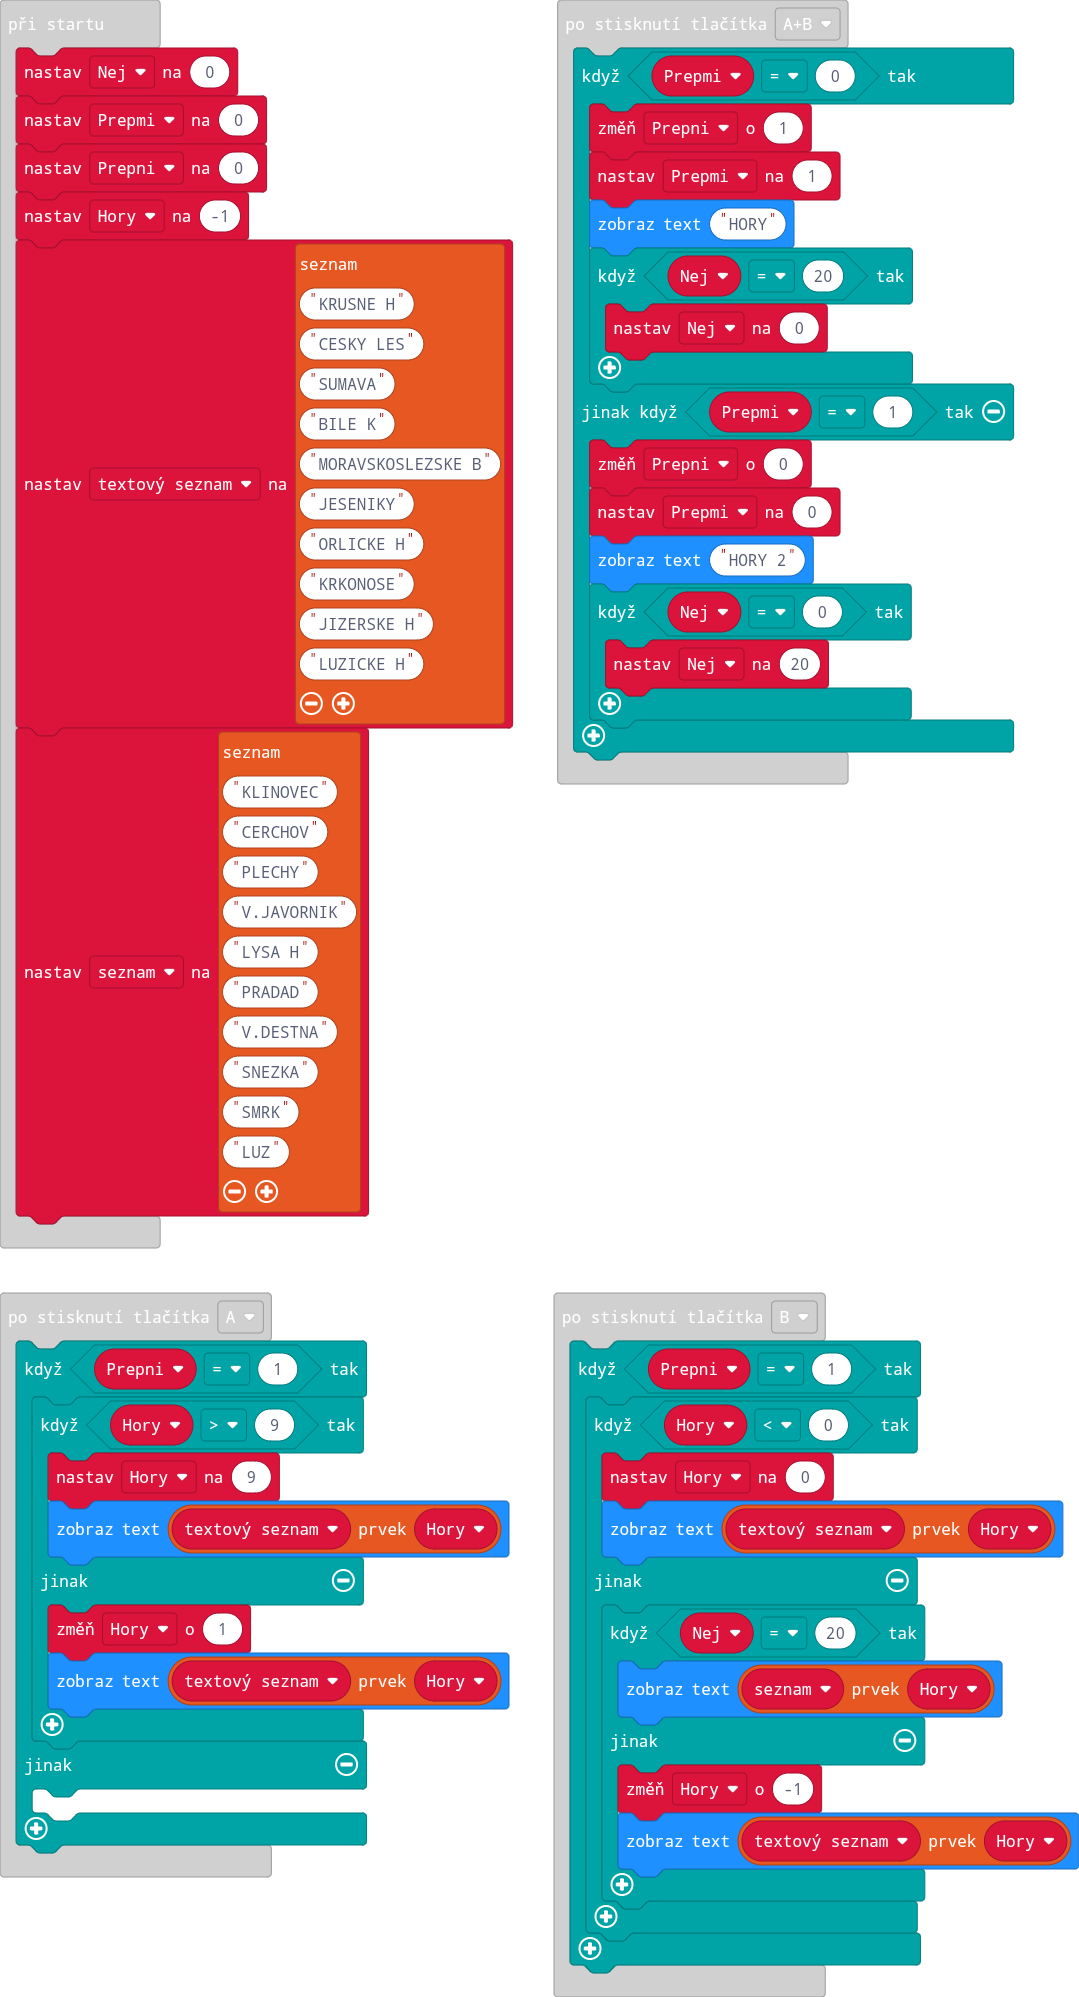 při startu
nastav Nej na 0
nastav Prepmi na 0
nastav Prepni na 0
nastav Hory na -1
nastav textový seznam na
seznam
"KRUSNE H"
"CESKY LES"
"SUMAVA"
"BILE K"
"MORAVSKOSLEZSKE B"
"JESENIKY"
"ORLICKE H"
"KRKONOSE"
"JIZERSKE H"
"LUZICKE H"
nastav seznam na
seznam
"KLINOVEC"
"CERCHOV"
"PLECHY"
"V.JAVORNIK"
"LYSA H"
"PRADAD"
"V.DESTNA"
"SNEZKA"
"SMRK"
"LUZ"
po stisknutí tlačítka A+B
když Prepmi = 0 tak
změň Prepni o 1
nastav Prepmi na 1
zobraz text "HORY"
když Nej = 20 tak
nastav Nej na 0
jinak když Prepmi = 1 tak
změň Prepni o 0
nastav Prepmi na 0
zobraz text "HORY 2"
když Nej = 0 tak
nastav Nej na 20
po stisknutí tlačítka A
když Prepni = 1 tak
když Hory > 9 tak
nastav Hory na 9
zobraz text textový seznam prvek Hory
jinak
změň Hory o 1
zobraz text textový seznam prvek Hory
jinak
po stisknutí tlačítka B
když Prepni = 1 tak
když Hory < 0 tak
nastav Hory na 0
zobraz text textový seznam prvek Hory
jinak
když Nej = 20 tak
zobraz text seznam prvek Hory
jinak
změň Hory o -1
zobraz text textový seznam prvek Hory